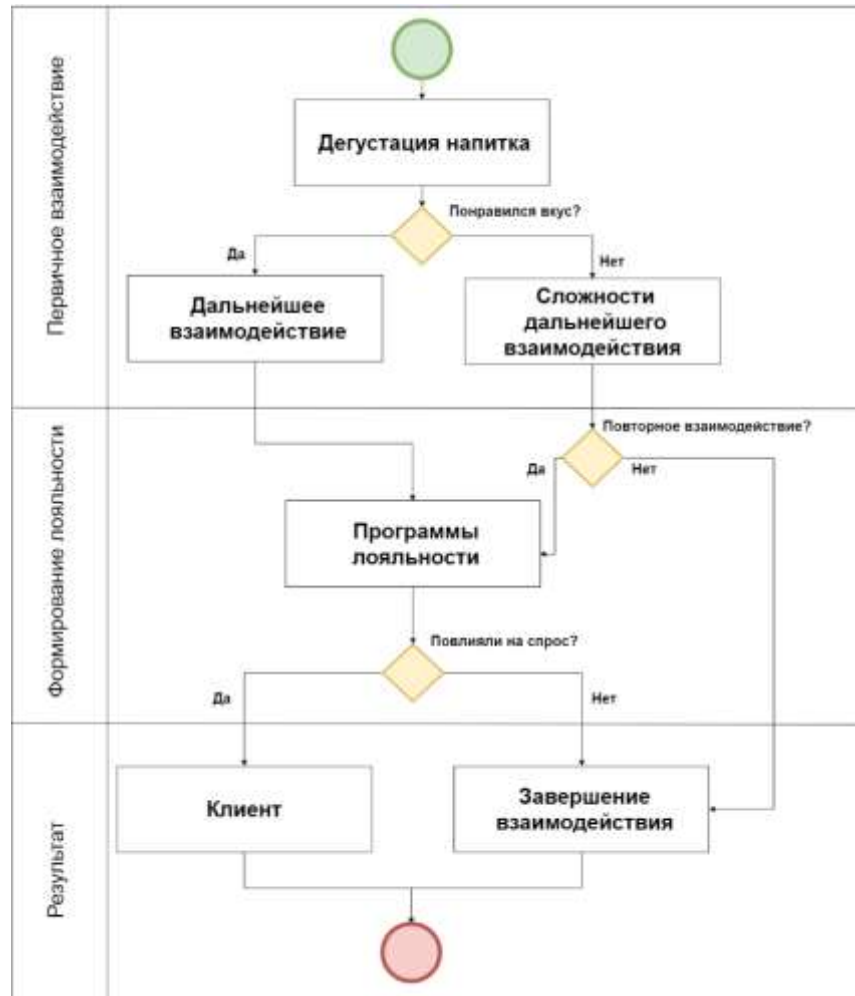 Первичное взаимодействие
Дегустация напитка
Понравился вкус?
Да
Нет
Дальнейшее
взаимодействие
Сложности
дальнейшего
взаимодействия
Формирование лояльности
Повторное взаимодействие?
Да
Нет
Программы
лояльности
Повлияли на спрос?
Да
Нет
Результат
Клиент
Завершение
взаимодействия